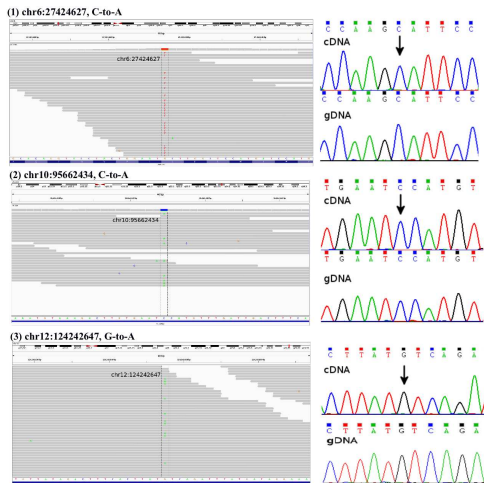 (1) chr6:27424627, C-to-A
chr6:27424627
C C A A G C A T T C C
cDNA
C C A A G C A T T C C
gDNA
(2) chr10:95662434, C-to-A
chr10:95662434
T G A A T C C A T G T
cDNA
T G A A T C C A T G T
gDNA
(3) chr12:124242647, G-to-A
chr12:124242647
C T T A T G T C A G A
cDNA
C T T A T G T C A G A
gDNA